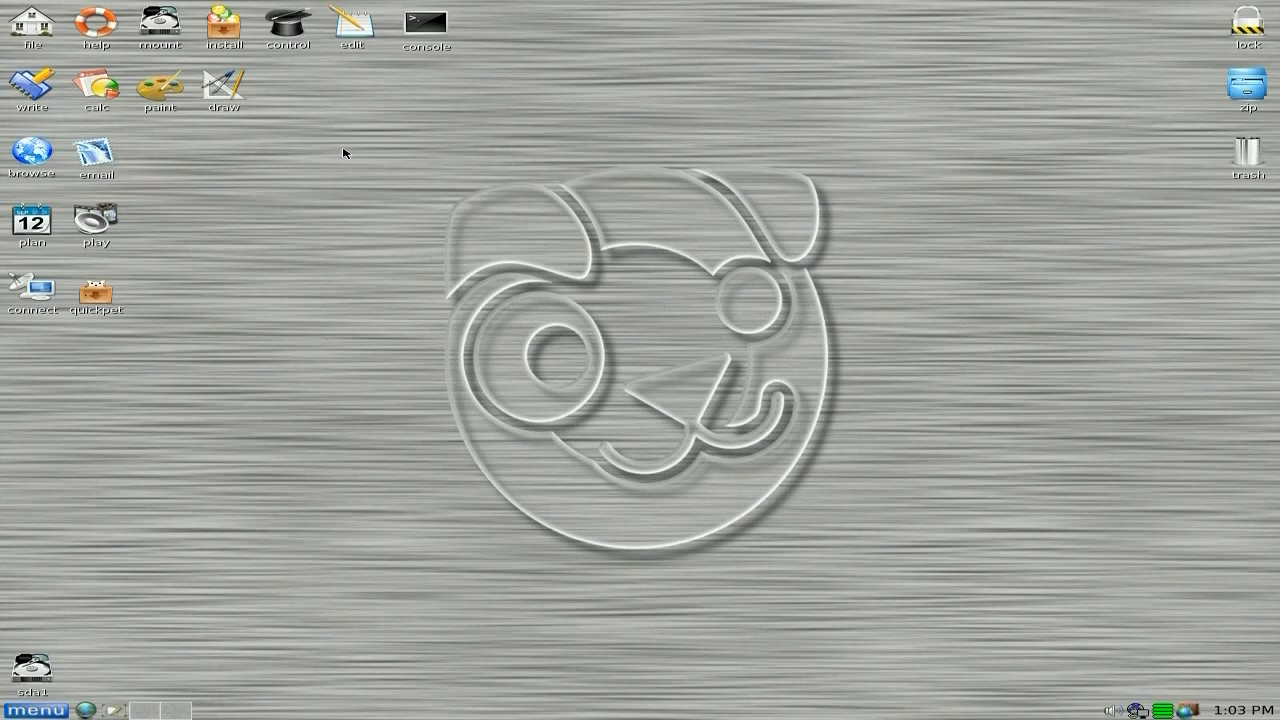 file help mount install control edit console lock
>_
write calc paint draw zip
browse email trash
SEP
12
plan play
connect quickpet
sda1
menu 1:03 PM